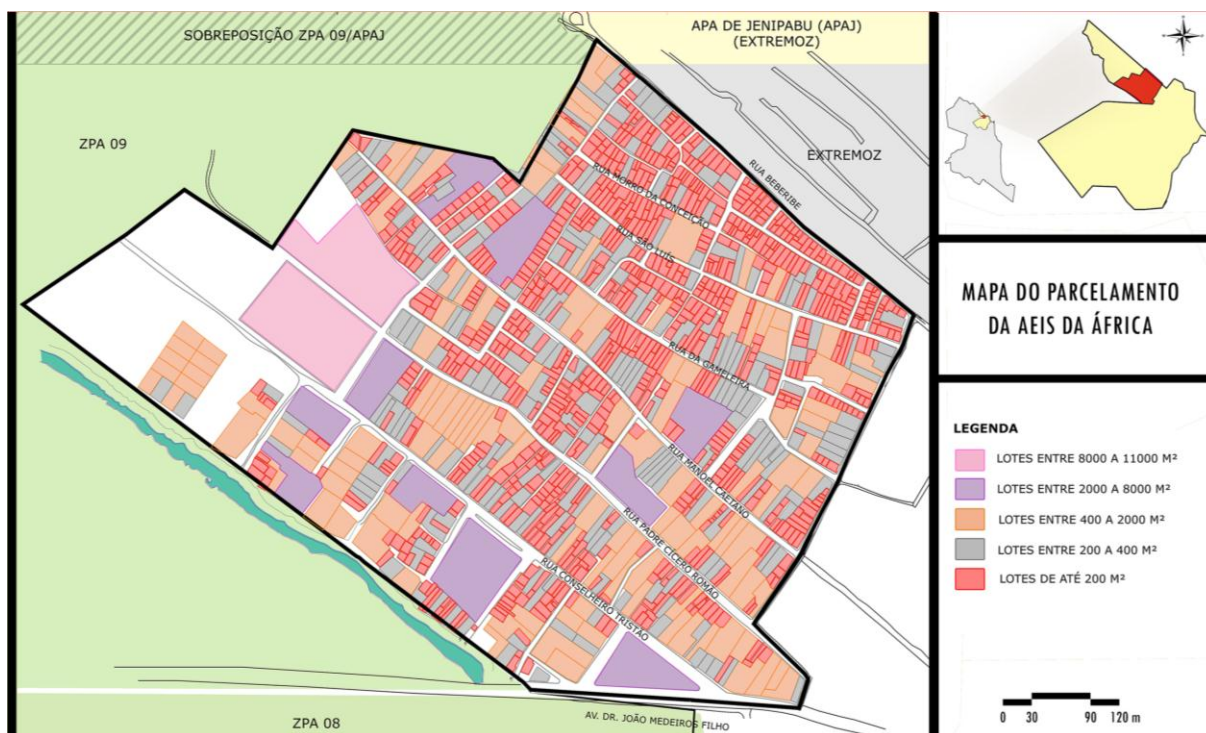 SOBREPOSIÇÃO ZPA 09/APAJ
APA DE JENIPABU (APAJ)
(EXTREMOZ)
ZPA 09
EXTREMOZ
RUA BEBERIBE
RUA MORRO DA CONCEIÇÃO
RUA SÃO LUÍS
RUA DA GAMELEIRA
RUA MANOEL CAETANO
RUA PADRE CÍCERO ROMÃO
RUA CONSELHEIRO TRISTÃO
AV. DR. JOÃO MEDEIROS FILHO
ZPA 08
MAPA DO PARCELAMENTO
DA AEIS DA ÁFRICA
LEGENDA
LOTES ENTRE 8000 A 11000 M²
LOTES ENTRE 2000 A 8000 M²
LOTES ENTRE 400 A 2000 M²
LOTES ENTRE 200 A 400 M²
LOTES DE ATÉ 200 M²
0 30 90 120 m